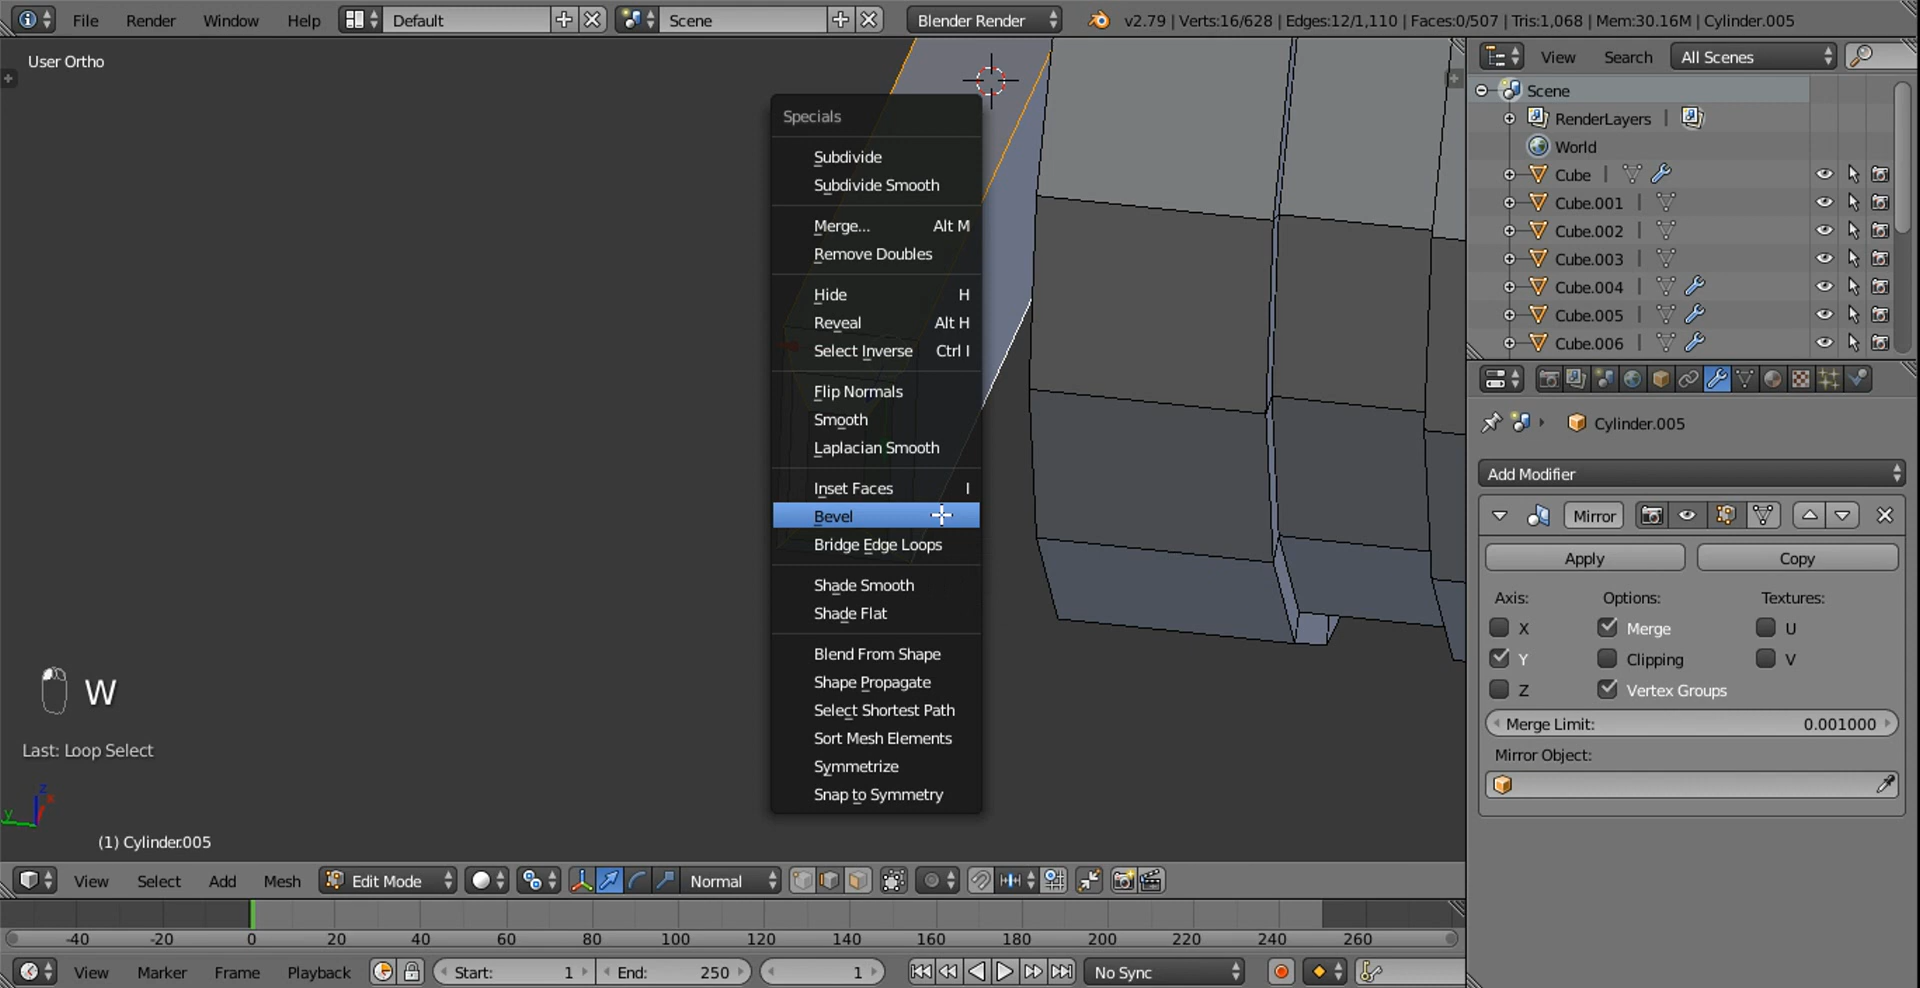 File Render Window Help Default Scene Blender Render v2.79 | Verts:16/628 | Edges:12/1,110 | Faces:0/507 | Tris:1,068 | Mem:30.16M | Cylinder.005
User Ortho
View Search All Scenes
Scene
RenderLayers |
World
Cube |
Cube.001 |
Cube.002 |
Cube.003 |
Cube.004 |
Cube.005 |
Cube.006 |
Specials
Subdivide
Subdivide Smooth
Merge... Alt M
Remove Doubles
Hide H
Reveal Alt H
Select Inverse Ctrl I
Flip Normals
Smooth
Laplacian Smooth
Inset Faces I
Bevel
Bridge Edge Loops
Shade Smooth
Shade Flat
Blend From Shape
Shape Propagate
Select Shortest Path
Sort Mesh Elements
Symmetrize
Snap to Symmetry
Cylinder.005
Add Modifier
Mirror
Apply Copy
Axis: Options: Textures:
X Merge U
Y Clipping V
Z Vertex Groups
Merge Limit: 0.001000
Mirror Object:
W
Last: Loop Select
z
x
y
(1) Cylinder.005
View Select Add Mesh Edit Mode Normal
-40 -20 0 20 40 60 80 100 120 140 160 180 200 220 240 260
View Marker Frame Playback Start: 1 End: 250 1 No Sync